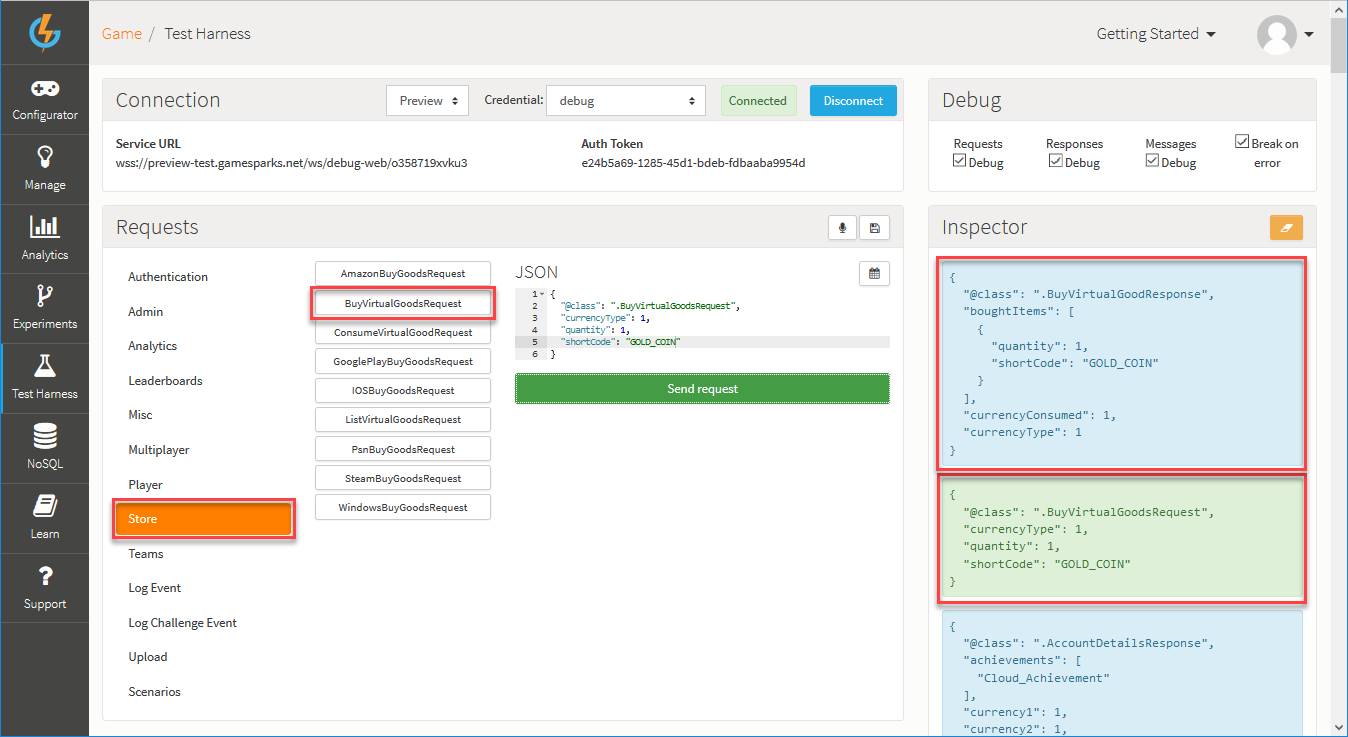 Game / Test Harness
Getting Started
Configurator
Manage
Analytics
Experiments
Test Harness
NoSQL
Learn
Support
Connection
Preview
Credential:
debug
Connected
Disconnect
Service URL
wss://preview-test.gamesparks.net/ws/debug-web/o358719xvku3
Auth Token
e24b5a69-1285-45d1-bdeb-fdbaaba9954d
Debug
Requests
Debug
Responses
Debug
Messages
Debug
Break on
error
Requests
Authentication
Admin
Analytics
Leaderboards
Misc
Multiplayer
Player
Store
Teams
Log Event
Log Challenge Event
Upload
Scenarios
AmazonBuyGoodsRequest
BuyVirtualGoodsRequest
ConsumeVirtualGoodRequest
GooglePlayBuyGoodsRequest
IOSBuyGoodsRequest
ListVirtualGoodsRequest
PsnBuyGoodsRequest
SteamBuyGoodsRequest
WindowsBuyGoodsRequest
JSON
1 {
2 "@class": ".BuyVirtualGoodsRequest",
3 "currencyType": 1,
4 "quantity": 1,
5 "shortCode": "GOLD_COIN"
6 }
Send request
Inspector
{
"@class": ".BuyVirtualGoodResponse",
"boughtItems": [
{
"quantity": 1,
"shortCode": "GOLD_COIN"
}
],
"currencyConsumed": 1,
"currencyType": 1
}
{
"@class": ".BuyVirtualGoodsRequest",
"currencyType": 1,
"quantity": 1,
"shortCode": "GOLD_COIN"
}
{
"@class": ".AccountDetailsResponse",
"achievements": [
"Cloud_Achievement"
],
"currency1": 1,
"currency2": 1,